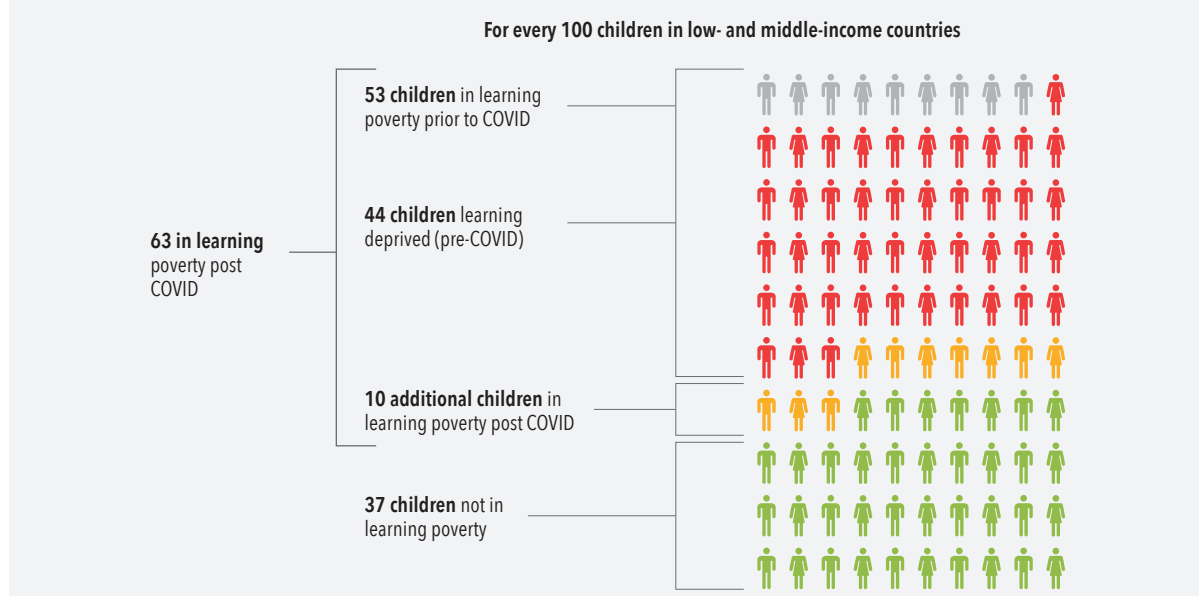 For every 100 children in low- and middle-income countries
53 children in learning
poverty prior to COVID
44 children learning
deprived (pre-COVID)
63 in learning
poverty post
COVID
10 additional children in
learning poverty post COVID
37 children not in
learning poverty